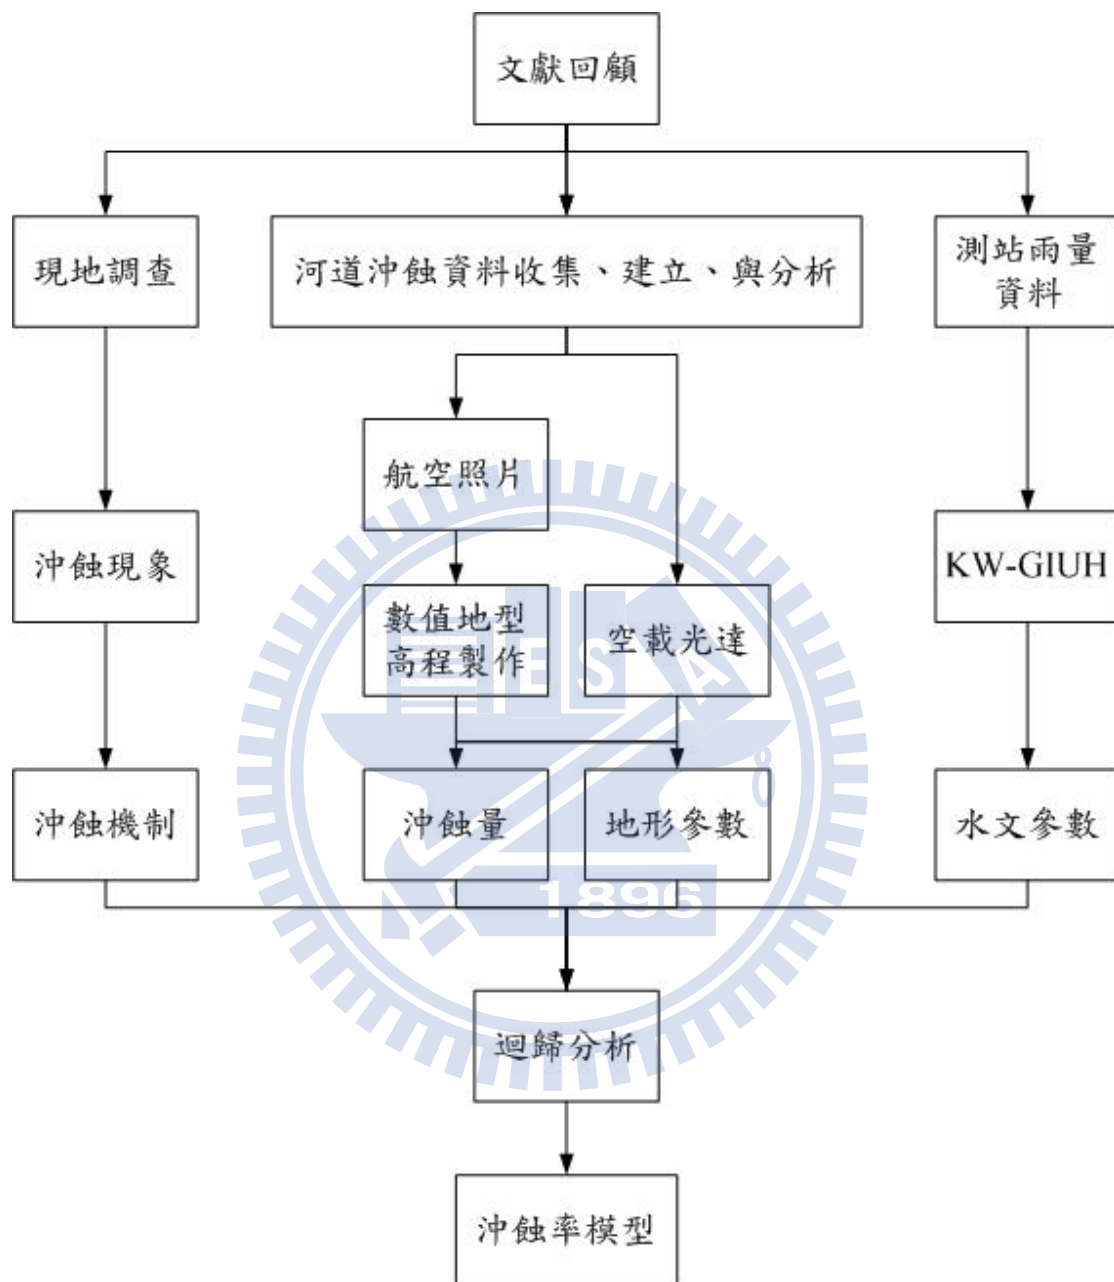 文獻回顧
現地調查
河道沖蝕資料收集、建立、與分析
測站雨量
資料
航空照片
沖蝕現象
KW-GIUH
數值地型
高程製作
空載光達
ESA
沖蝕機制
沖蝕量
地形參數
水文參數
1896
迴歸分析
沖蝕率模型